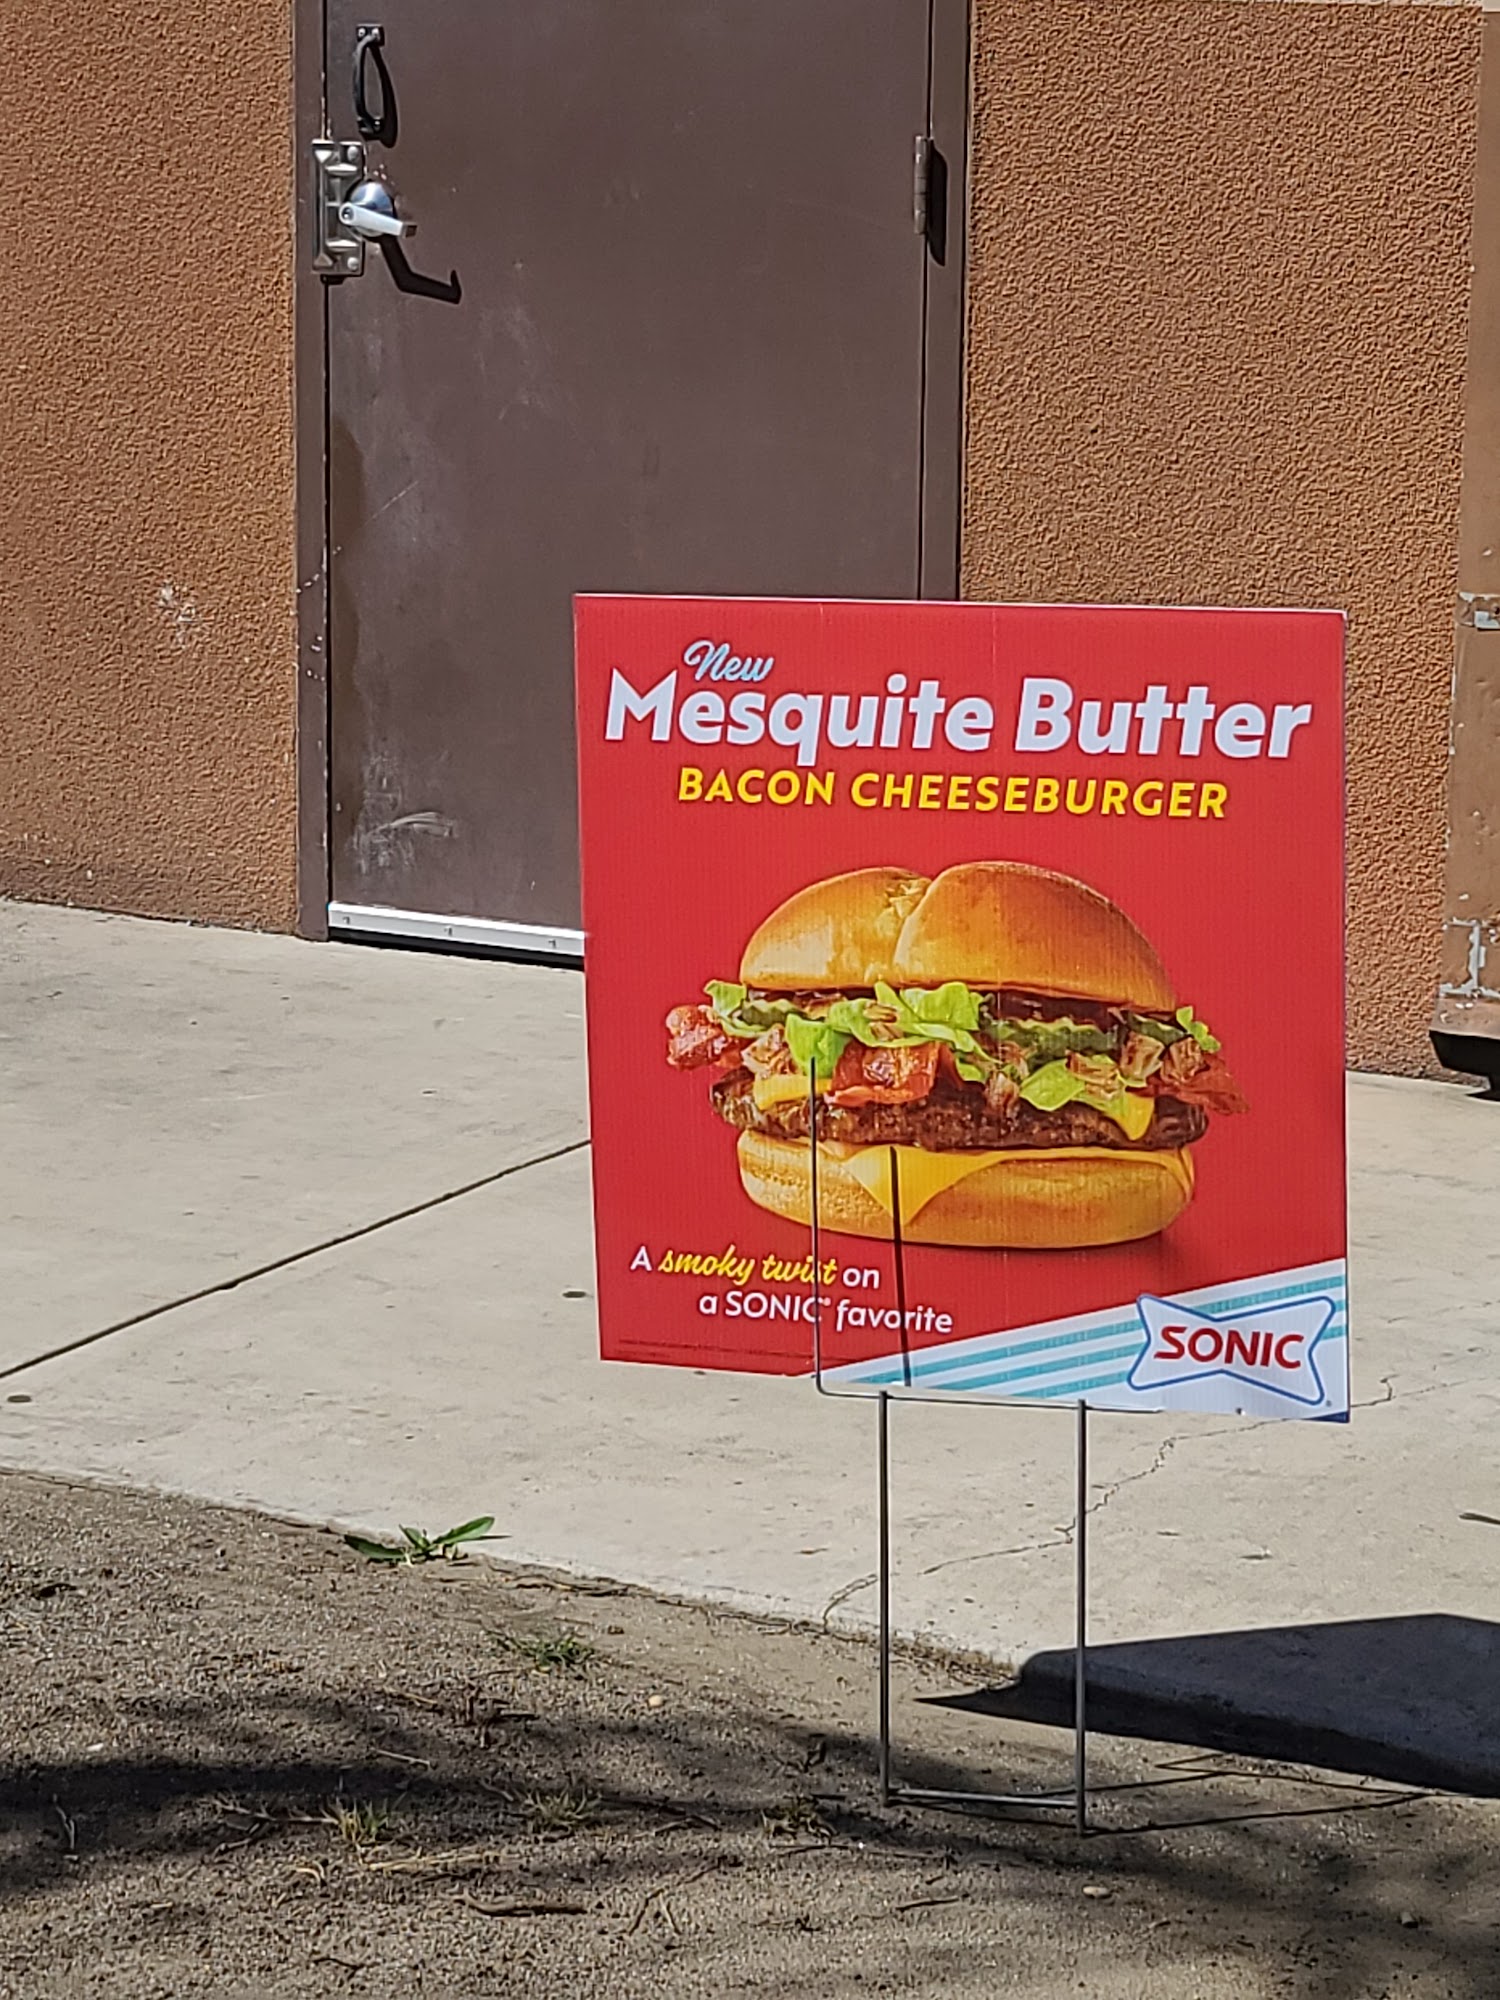 New
Mesquite Butter
BACON CHEESEBURGER
A smoky twist on
a SONIC® favorite
SONIC